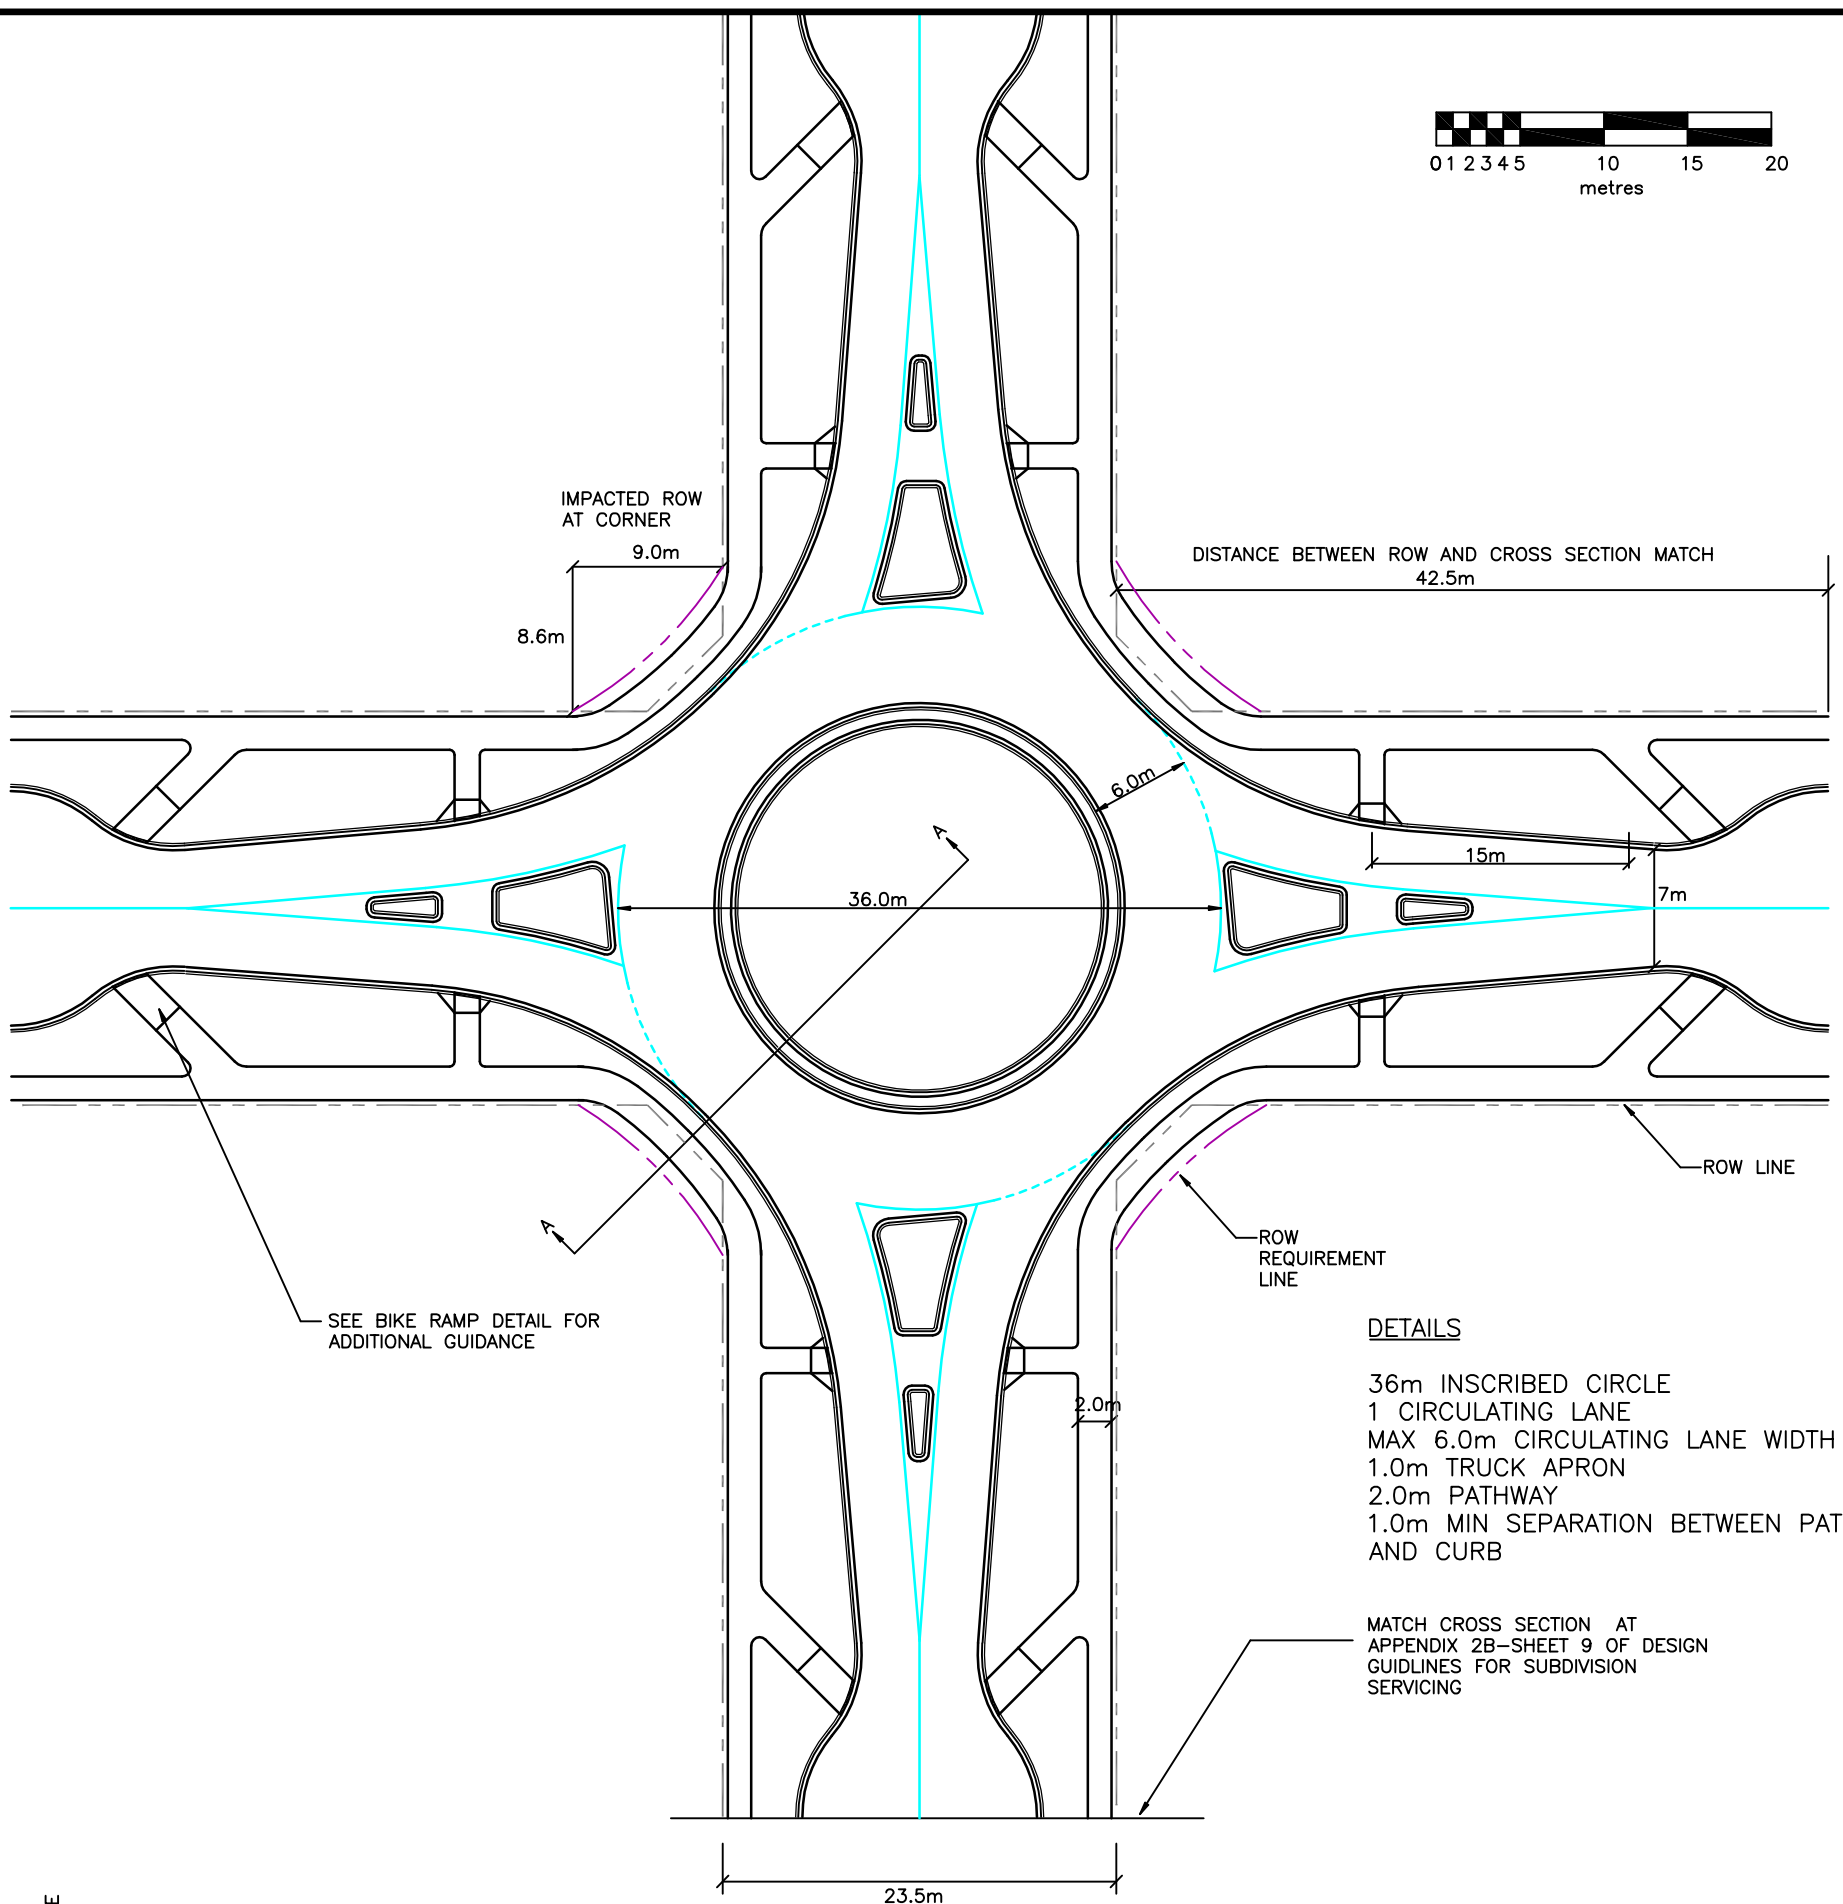 0 1 2 3 4 5 10 15 20
metres
IMPACTED ROW
AT CORNER
9.0m
8.6m
DISTANCE BETWEEN ROW AND CROSS SECTION MATCH
42.5m
6.0m
A
36.0m
15m
7m
A
ROW LINE
ROW
REQUIREMENT
LINE
SEE BIKE RAMP DETAIL FOR
ADDITIONAL GUIDANCE
2.0m
DETAILS
36m INSCRIBED CIRCLE
1 CIRCULATING LANE
MAX 6.0m CIRCULATING LANE WIDTH
1.0m TRUCK APRON
2.0m PATHWAY
1.0m MIN SEPARATION BETWEEN PAT
AND CURB
MATCH CROSS SECTION AT
APPENDIX 2B-SHEET 9 OF DESIGN
GUIDLINES FOR SUBDIVISION
SERVICING
23.5m
E